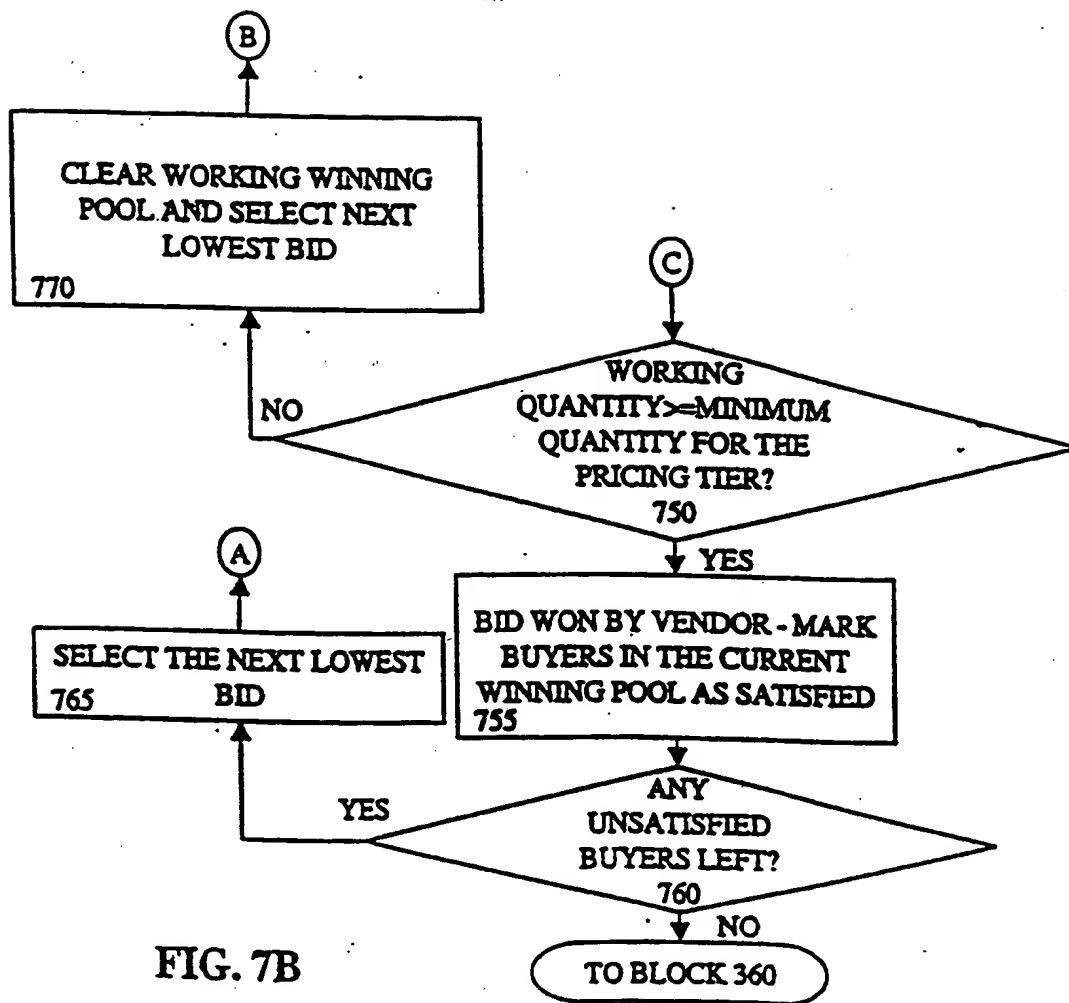 B
CLEAR WORKING WINNING
POOL AND SELECT NEXT
LOWEST BID
770
C
WORKING
QUANTITY>=MINIMUM
QUANTITY FOR THE
PRICING TIER?
750
NO
YES
A
BID WON BY VENDOR - MARK
BUYERS IN THE CURRENT
WINNING POOL AS SATISFIED
755
SELECT THE NEXT LOWEST
BID
765
YES
ANY
UNSATISFIED
BUYERS LEFT?
760
NO
TO BLOCK 360
FIG. 7B